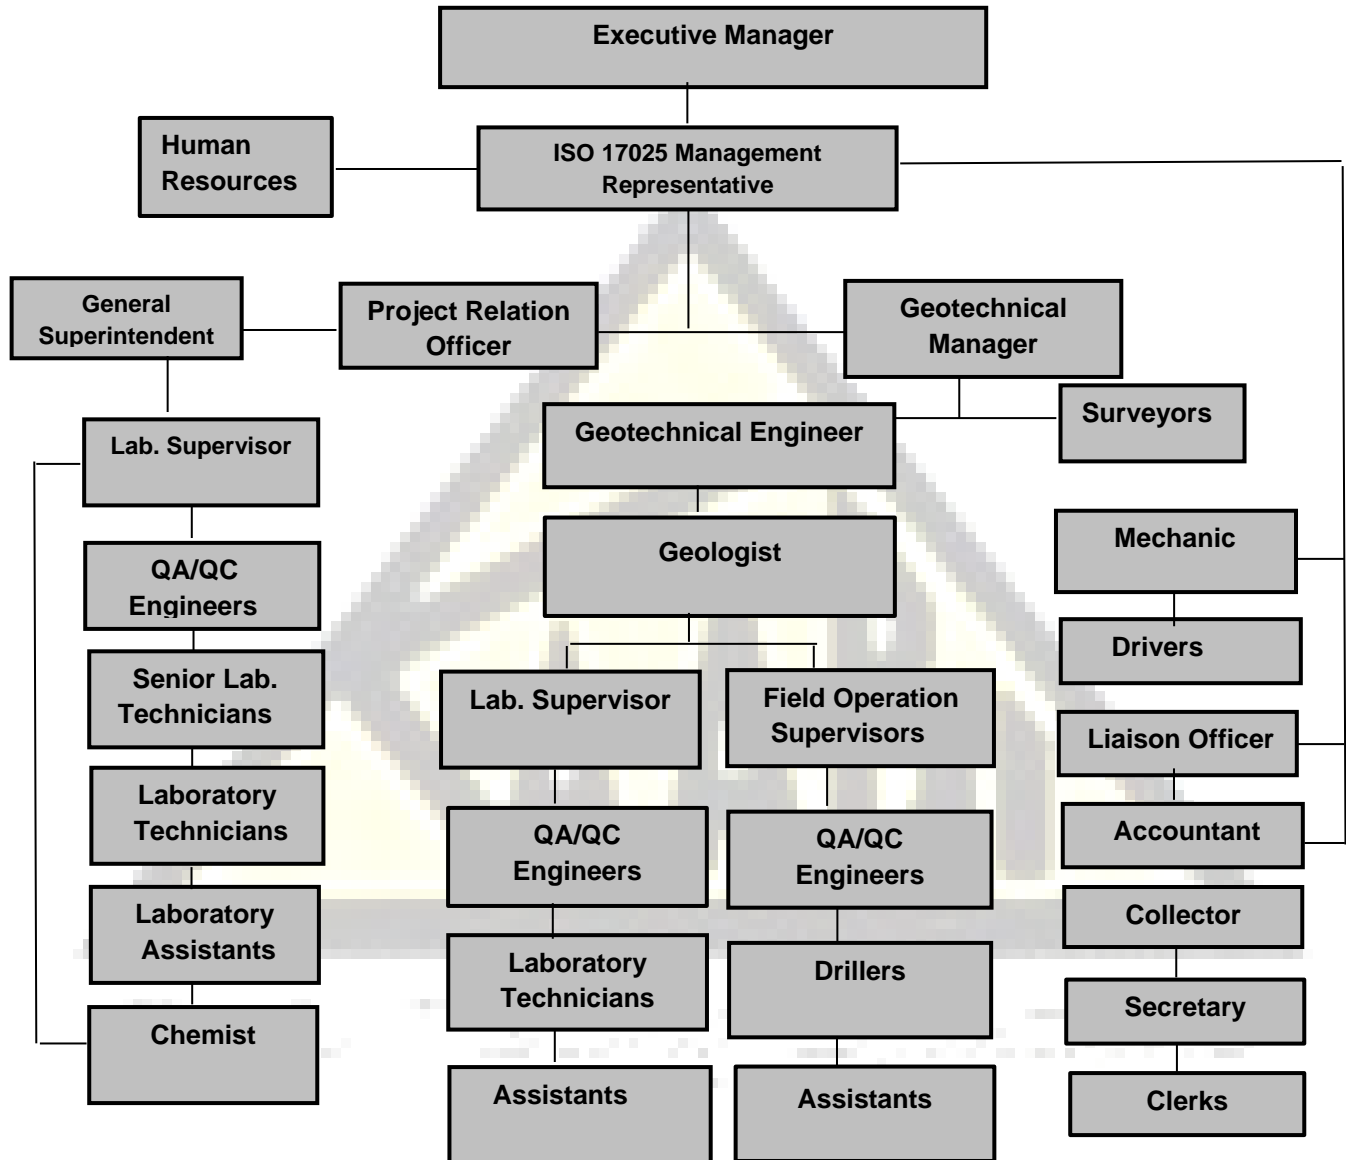 Executive Manager
Human
Resources
ISO 17025 Management
Representative
General
Superintendent
Project Relation
Officer
Geotechnical
Manager
Geotechnical Engineer
Surveyors
Lab. Supervisor
Geologist
Mechanic
QA/QC
Engineers
Drivers
Senior Lab.
Technicians
Lab. Supervisor
Field Operation
Supervisors
Liaison Officer
Laboratory
Technicians
QA/QC
Engineers
QA/QC
Engineers
Accountant
Laboratory
Assistants
Collector
Laboratory
Technicians
Drillers
Secretary
Chemist
Assistants
Assistants
Clerks